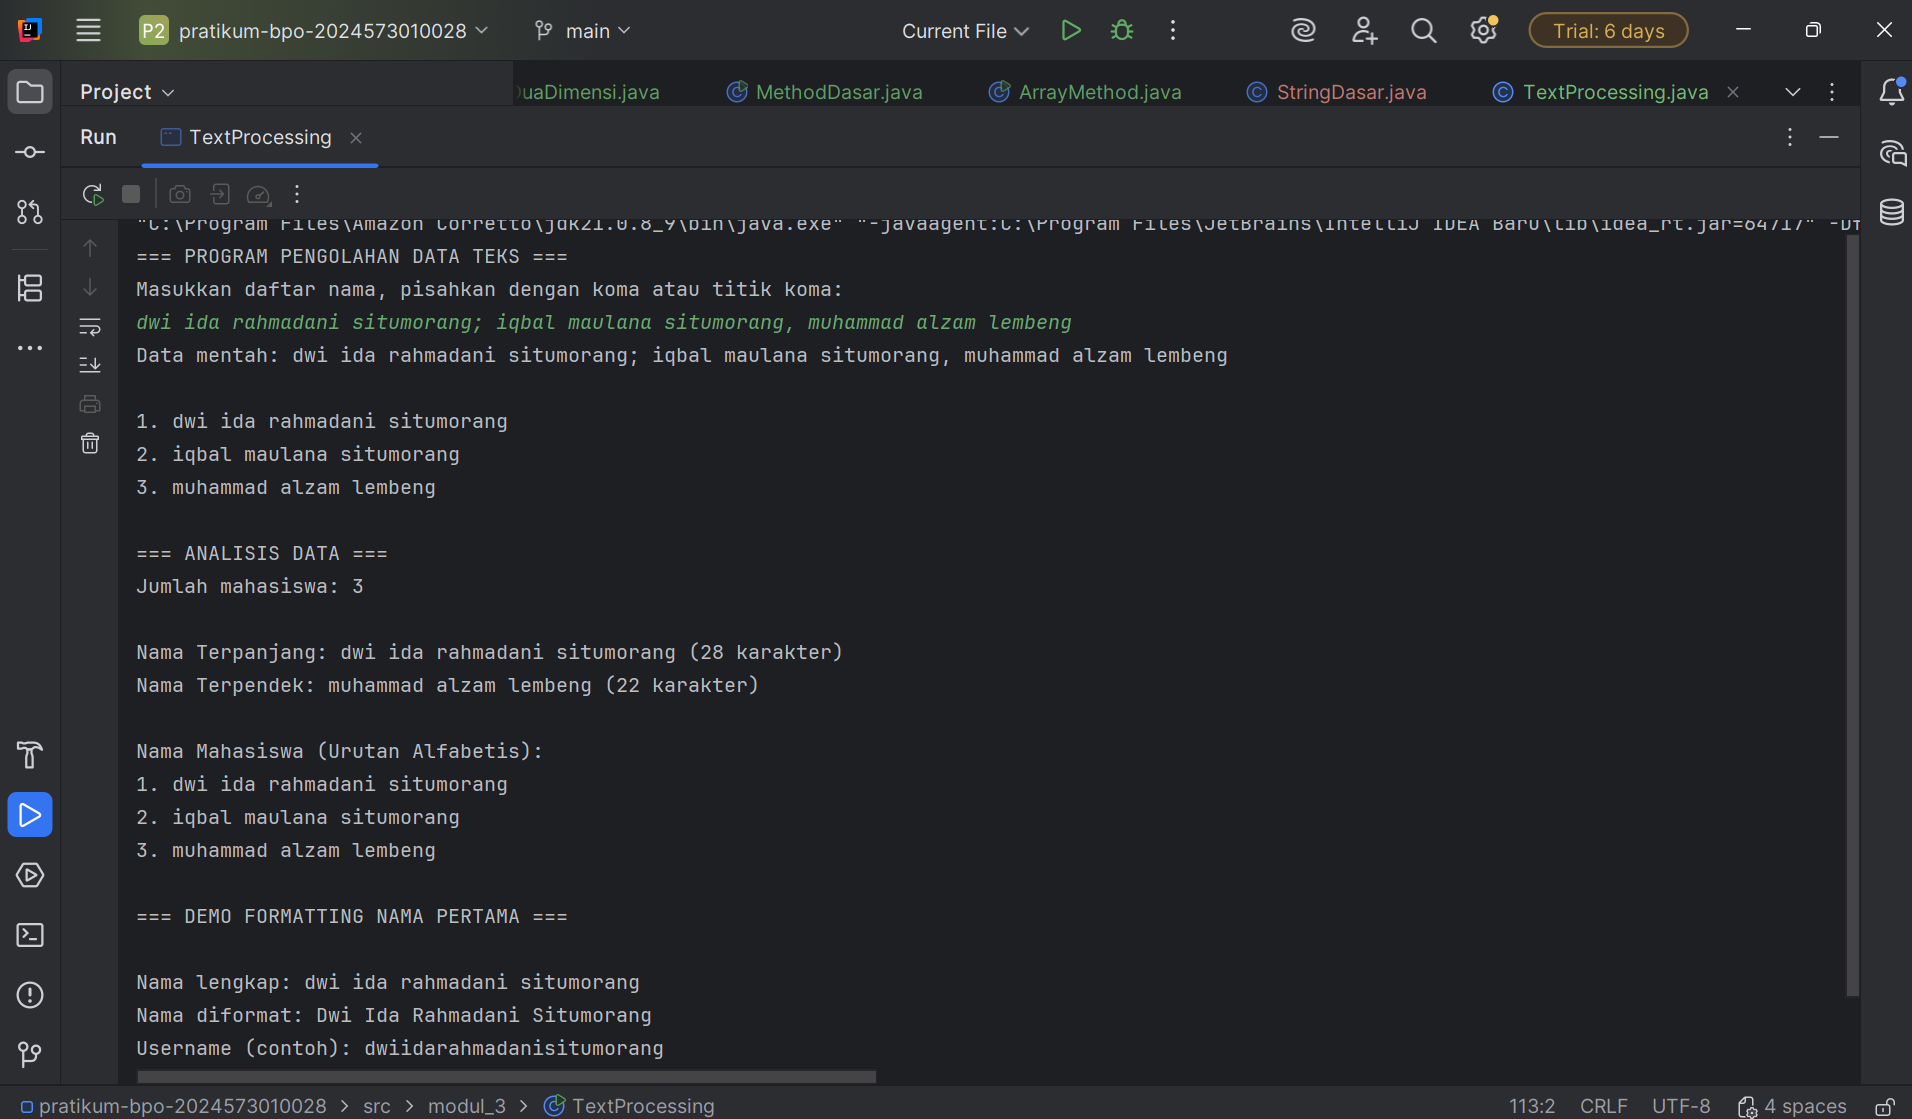 P2 pratikum-bpo-2024573010028 main Current File Trial: 6 days
Project uaDimensi.java MethodDasar.java ArrayMethod.java StringDasar.java TextProcessing.java
Run TextProcessing
"C:\Program Files\Amazon Corretto\jdk21.0.8_9\bin\java.exe" "-javaagent:C:\Program Files\JetBrains\IntelliJ IDEA Baru\lib\idea_rt.jar=64717" -Df
=== PROGRAM PENGOLAHAN DATA TEKS ===
Masukkan daftar nama, pisahkan dengan koma atau titik koma:
dwi ida rahmadani situmorang; iqbal maulana situmorang, muhammad alzam lembeng
Data mentah: dwi ida rahmadani situmorang; iqbal maulana situmorang, muhammad alzam lembeng
1. dwi ida rahmadani situmorang
2. iqbal maulana situmorang
3. muhammad alzam lembeng
=== ANALISIS DATA ===
Jumlah mahasiswa: 3
Nama Terpanjang: dwi ida rahmadani situmorang (28 karakter)
Nama Terpendek: muhammad alzam lembeng (22 karakter)
Nama Mahasiswa (Urutan Alfabetis):
1. dwi ida rahmadani situmorang
2. iqbal maulana situmorang
3. muhammad alzam lembeng
=== DEMO FORMATTING NAMA PERTAMA ===
Nama lengkap: dwi ida rahmadani situmorang
Nama diformat: Dwi Ida Rahmadani Situmorang
Username (contoh): dwiidarahmadanisitumorang
pratikum-bpo-2024573010028 > src > modul_3 > TextProcessing 113:2 CRLF UTF-8 4 spaces